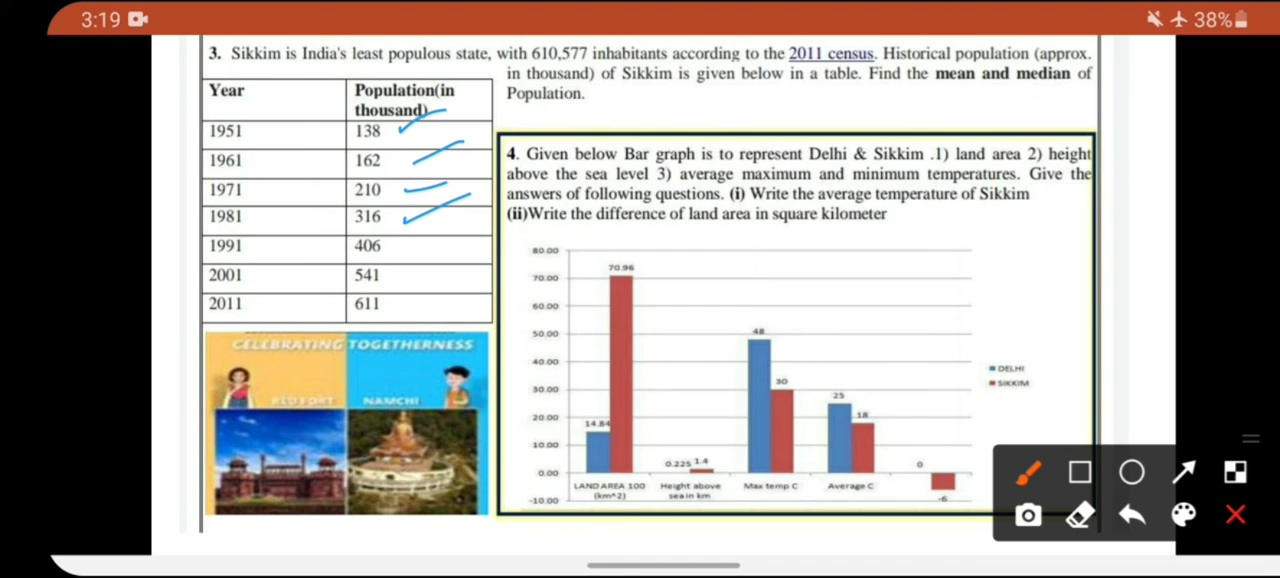 3:19
38%
3. Sikkim is India's least populous state, with 610,577 inhabitants according to the 2011 census. Historical population (approx.
in thousand) of Sikkim is given below in a table. Find the mean and median of
Population.
Year Population(in
thousand)
1951 138
1961 162
1971 210
1981 316
1991 406
2001 541
2011 611
CELEBRATING TOGETHERNESS
RED FORT NAMCHI
4. Given below Bar graph is to represent Delhi & Sikkim .1) land area 2) height
above the sea level 3) average maximum and minimum temperatures. Give the
answers of following questions. (i) Write the average temperature of Sikkim
(ii)Write the difference of land area in square kilometer
80.00
70.00
60.00
50.00
40.00
30.00
20.00
10.00
0.00
-10.00
14.84
70.96
0.225
1.4
48
30
25
18
0
-6
LAND AREA 100
(km^2)
Height above
sea in km
Max temp C
Average C
DELHI
SIKKIM